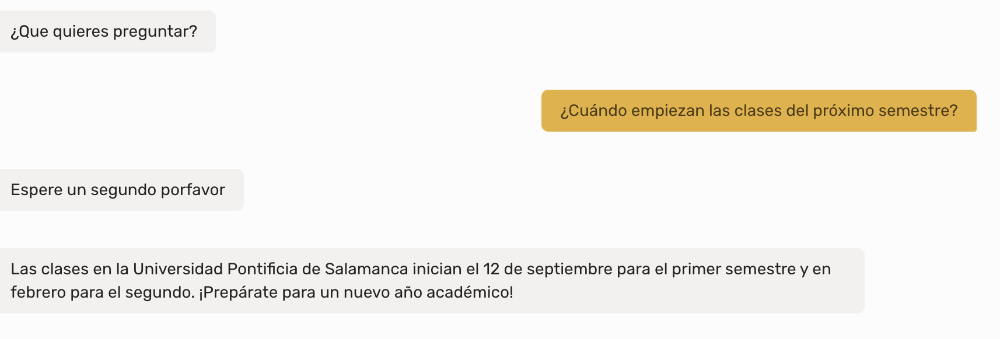 ¿Que quieres preguntar?
¿Cuándo empiezan las clases del próximo semestre?
Espere un segundo porfavor
Las clases en la Universidad Pontificia de Salamanca inician el 12 de septiembre para el primer semestre y en
febrero para el segundo. ¡Prepárate para un nuevo año académico!